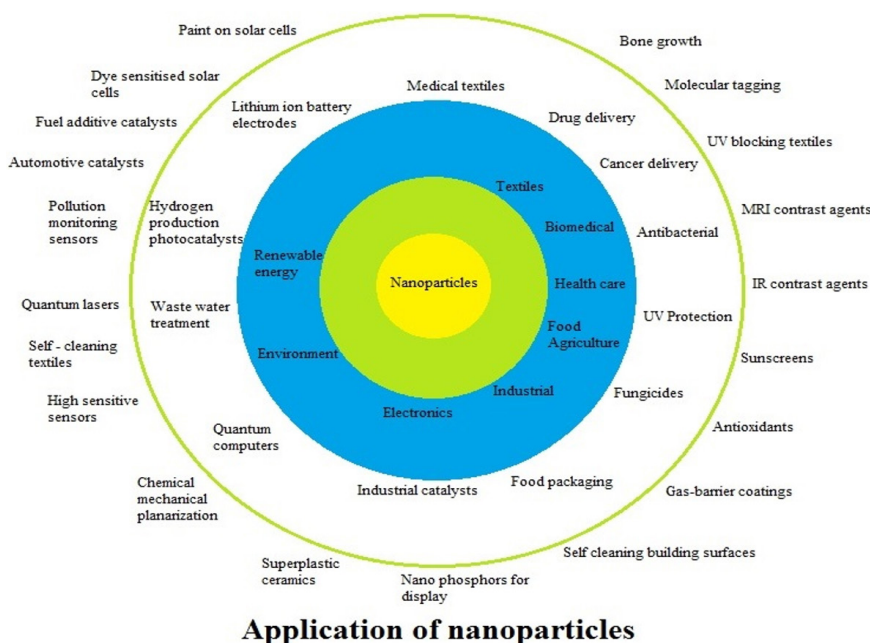 Paint on solar cells
Bone growth
Dye sensitised solar
cells
Lithium ion battery
electrodes
Medical textiles
Molecular tagging
Fuel additive catalysts
Drug delivery
UV blocking textiles
Automotive catalysts
Cancer delivery
Textiles
Pollution
monitoring
sensors
Hydrogen
production
photocatalysts
Biomedical
Antibacterial
MRI contrast agents
Renewable
energy
Nanoparticles
Health care
IR contrast agents
Quantum lasers
Waste water
treatment
Food
Agriculture
UV Protection
Self - cleaning
textiles
Environment
Sunscreens
High sensitive
sensors
Electronics
Industrial
Fungicides
Quantum
computers
Antioxidants
Chemical
mechanical
planarization
Industrial catalysts
Food packaging
Gas-barrier coatings
Superplastic
ceramics
Nano phosphors for
display
Self cleaning building surfaces
Application of nanoparticles